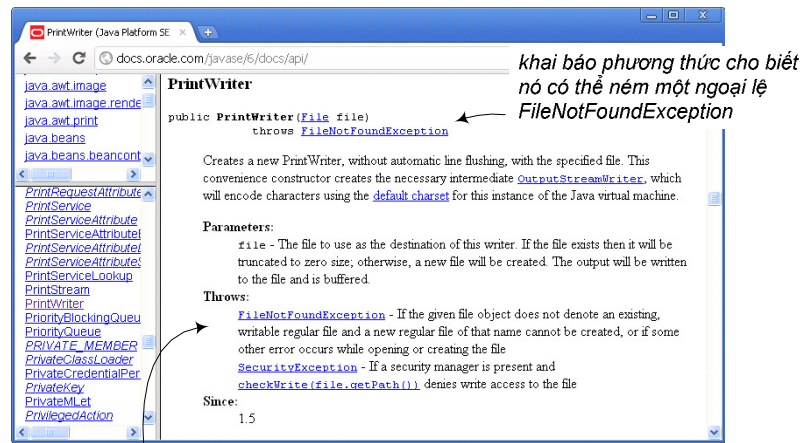 PrintWriter (Java Platform SE
docs.oracle.com/javase/6/docs/api/
khai báo phương thức cho biết
nó có thể ném một ngoại lệ
FileNotFoundException
java.awt.image
java.awt.image.rende
java.awt.print
java.beans
java.beans.beancont
PrintRequestAttribute
PrintService
PrintServiceAttribute
PrintServiceAttributeE
PrintServiceAttributeL
PrintServiceAttributeS
PrintServiceLookup
PrintStream
PrintWriter
PriorityBlockingQueu
PriorityQueue
PRIVATE_MEMBER
PrivateClassLoader
PrivateCredentialPer
PrivateKey
PrivateMLet
PrivilegedAction
PrintWriter
public PrintWriter(File file)
throws FileNotFoundException
Creates a new PrintWriter, without automatic line flushing, with the specified file. This
convenience constructor creates the necessary intermediate OutputStreamWriter, which
will encode characters using the default charset for this instance of the Java virtual machine.
Parameters:
file - The file to use as the destination of this writer. If the file exists then it will be
truncated to zero size; otherwise, a new file will be created. The output will be written
to the file and is buffered.
Throws:
FileNotFoundException - If the given file object does not denote an existing,
writable regular file and a new regular file of that name cannot be created, or if some
other error occurs while opening or creating the file
SecurityException - If a security manager is present and
checkWrite(file.getPath()) denies write access to the file
Since:
1.5